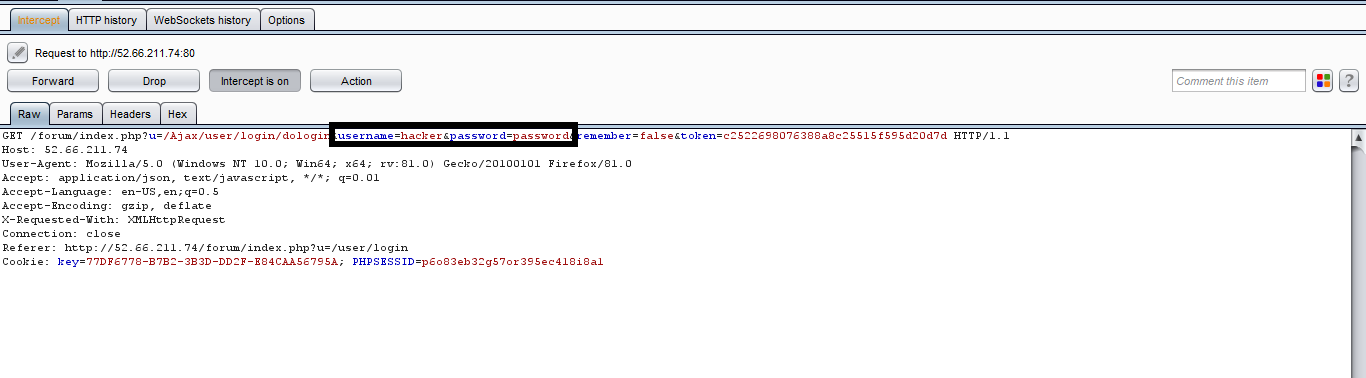 Intercept HTTP history WebSockets history Options
Request to http://52.66.211.74:80
Forward Drop Intercept is on Action Comment this item ?
Raw Params Headers Hex
GET /forum/index.php?u=/Ajax/user/login/dologin&username=hacker&password=password&remember=false&token=c2522698076388a8c25515f595d20d7d HTTP/1.1
Host: 52.66.211.74
User-Agent: Mozilla/5.0 (Windows NT 10.0; Win64; x64; rv:81.0) Gecko/20100101 Firefox/81.0
Accept: application/json, text/javascript, */*; q=0.01
Accept-Language: en-US,en;q=0.5
Accept-Encoding: gzip, deflate
X-Requested-With: XMLHttpRequest
Connection: close
Referer: http://52.66.211.74/forum/index.php?u=/user/login
Cookie: key=77DF6778-B7B2-3B3D-DD2F-E84CAA56795A; PHPSESSID=p6o83eb32g57or395ec418i8a1